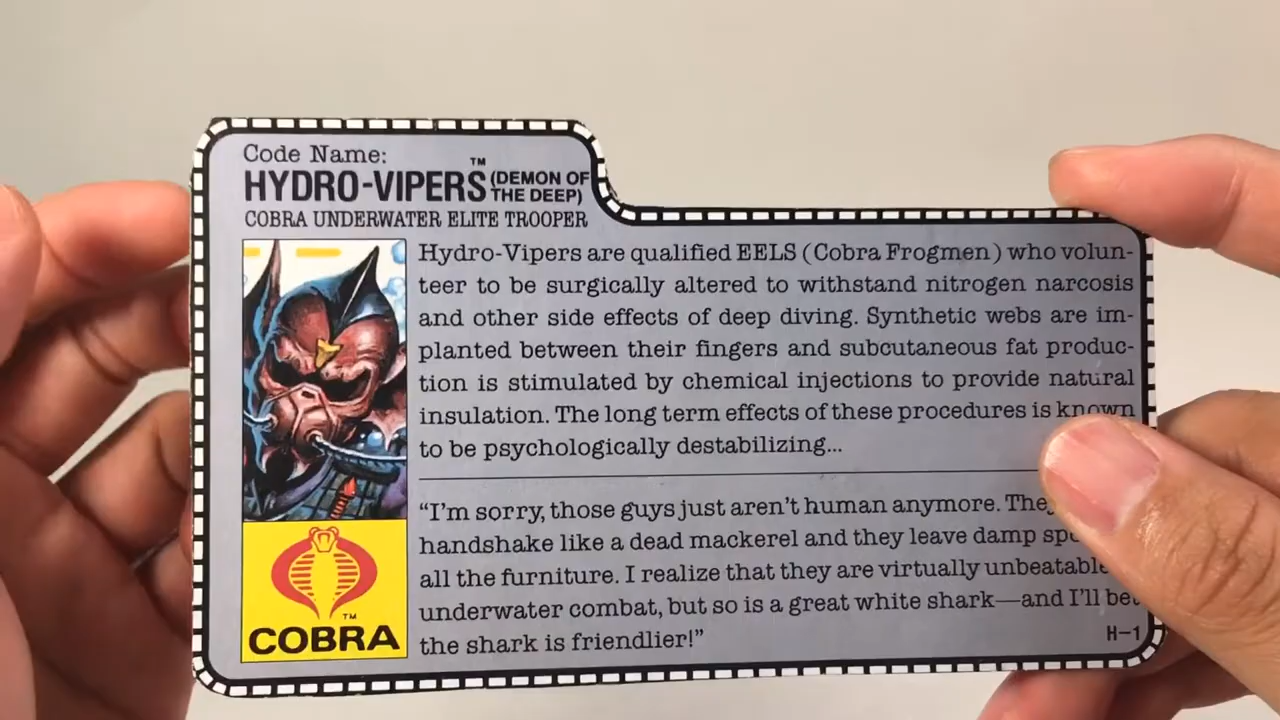 Code Name:
HYDRO-VIPERS™ (DEMON OF THE DEEP)
COBRA UNDERWATER ELITE TROOPER
Hydro-Vipers are qualified EELS (Cobra Frogmen) who volun-
teer to be surgically altered to withstand nitrogen narcosis
and other side effects of deep diving. Synthetic webs are im-
planted between their fingers and subcutaneous fat produc-
tion is stimulated by chemical injections to provide natural
insulation. The long term effects of these procedures is known
to be psychologically destabilizing...
“I'm sorry, those guys just aren't human anymore.
handshake like a dead mackerel and they leave damp
all the furniture. I realize that they are virtually unbeatable
underwater combat, but so is a great white shark—and I'll bet
the shark is friendlier!”
™
COBRA
H-1